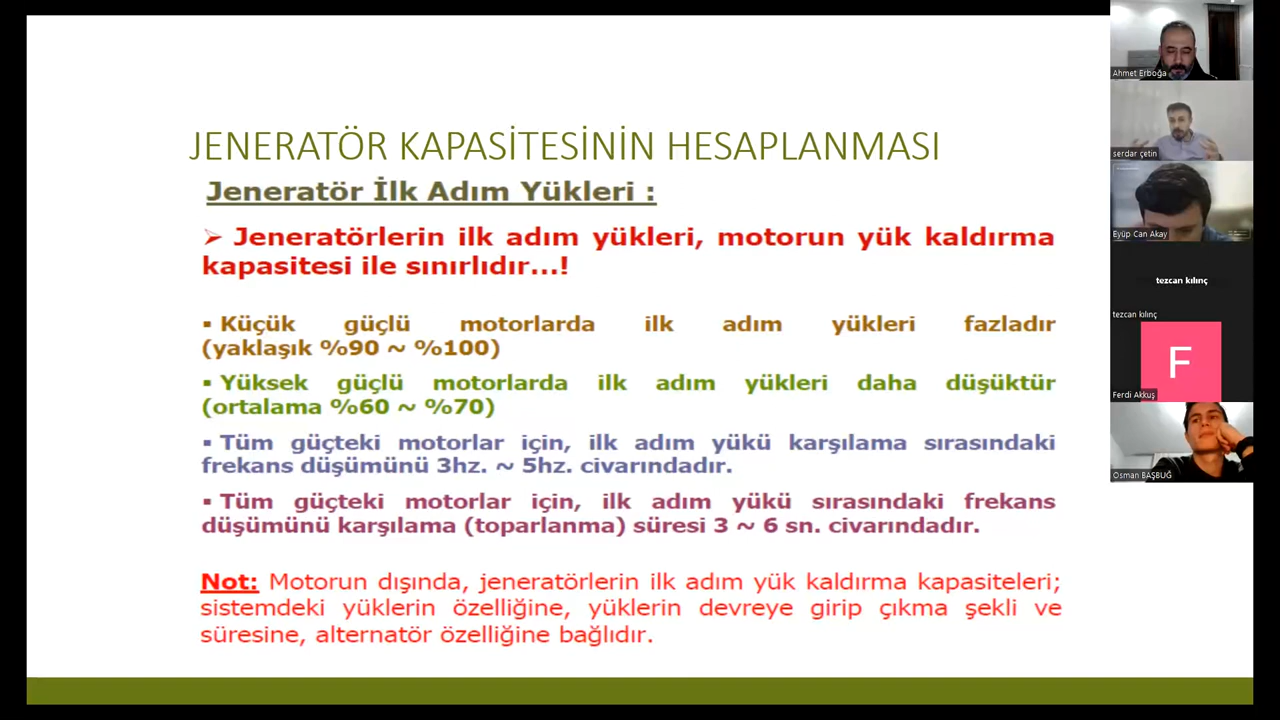 JENERATÖR KAPASİTESİNİN HESAPLANMASI
Jeneratör İlk Adım Yükleri :
➢ Jeneratörlerin ilk adım yükleri, motorun yük kaldırma
kapasitesi ile sınırlıdır...!
▪ Küçük güçlü motorlarda ilk adım yükleri fazladır
(yaklaşık %90 ~ %100)
▪ Yüksek güçlü motorlarda ilk adım yükleri daha düşüktür
(ortalama %60 ~ %70)
▪ Tüm güçteki motorlar için, ilk adım yükü karşılama sırasındaki
frekans düşümünü 3hz. ~ 5hz. civarındadır.
▪ Tüm güçteki motorlar için, ilk adım yükü sırasındaki frekans
düşümünü karşılama (toparlanma) süresi 3 ~ 6 sn. civarındadır.
Not: Motorun dışında, jeneratörlerin ilk adım yük kaldırma kapasiteleri;
sistemdeki yüklerin özelliğine, yüklerin devreye girip çıkma şekli ve
süresine, alternatör özelliğine bağlıdır.
Ahmet Erboğa
serdar çetin
Eyüp Can Akay
tezcan kılınç
tezcan kılınç
F
Ferdi Akkuş
Osman BAŞBUĞ